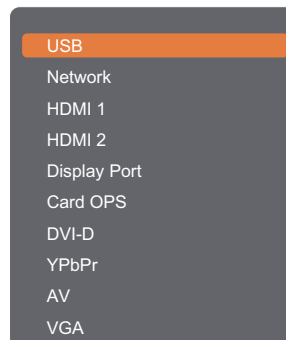 USB
Network
HDMI 1
HDMI 2
Display Port
Card OPS
DVI-D
YPbPr
AV
VGA